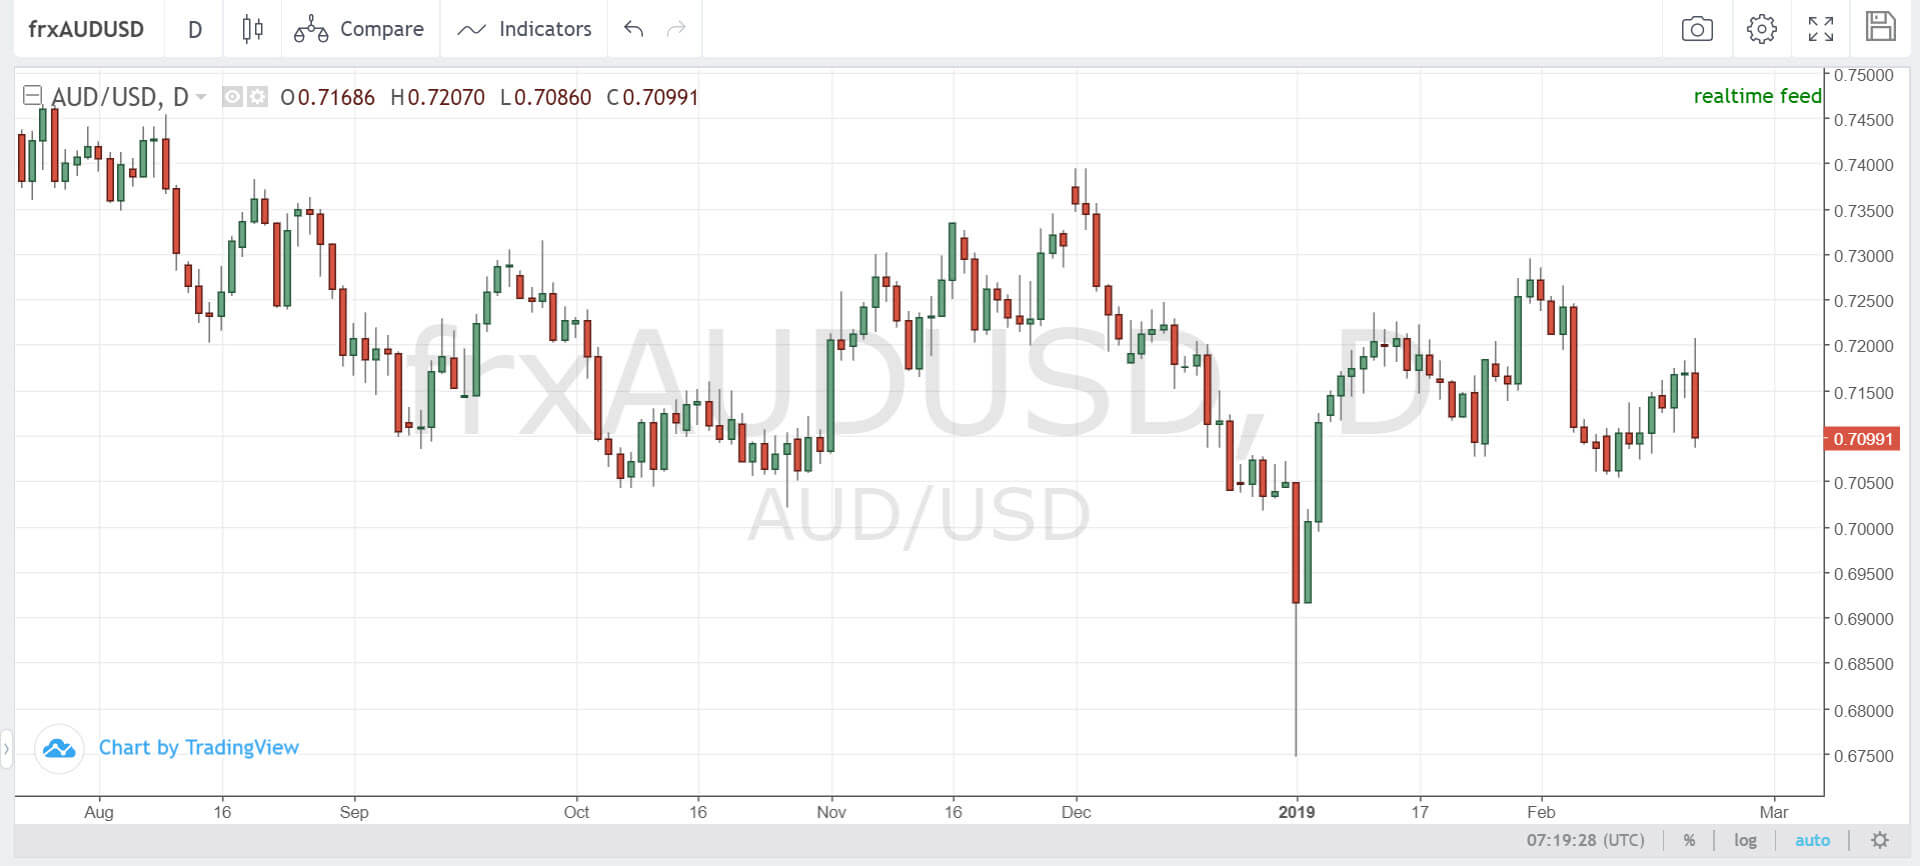 frxAUDUSD D Compare Indicators
AUD/USD, D O0.71686 H0.72070 L0.70860 C0.70991
realtime feed
0.75000
0.74500
0.74000
0.73500
0.73000
0.72500
0.72000
0.71500
0.70991
0.70500
0.70000
0.69500
0.69000
0.68500
0.68000
0.67500
frxAUDUSD, D
AUD/USD
Chart by TradingView
Aug 16 Sep Oct 16 Nov 16 Dec 2019 17 Feb Mar
07:19:28 (UTC) % log auto